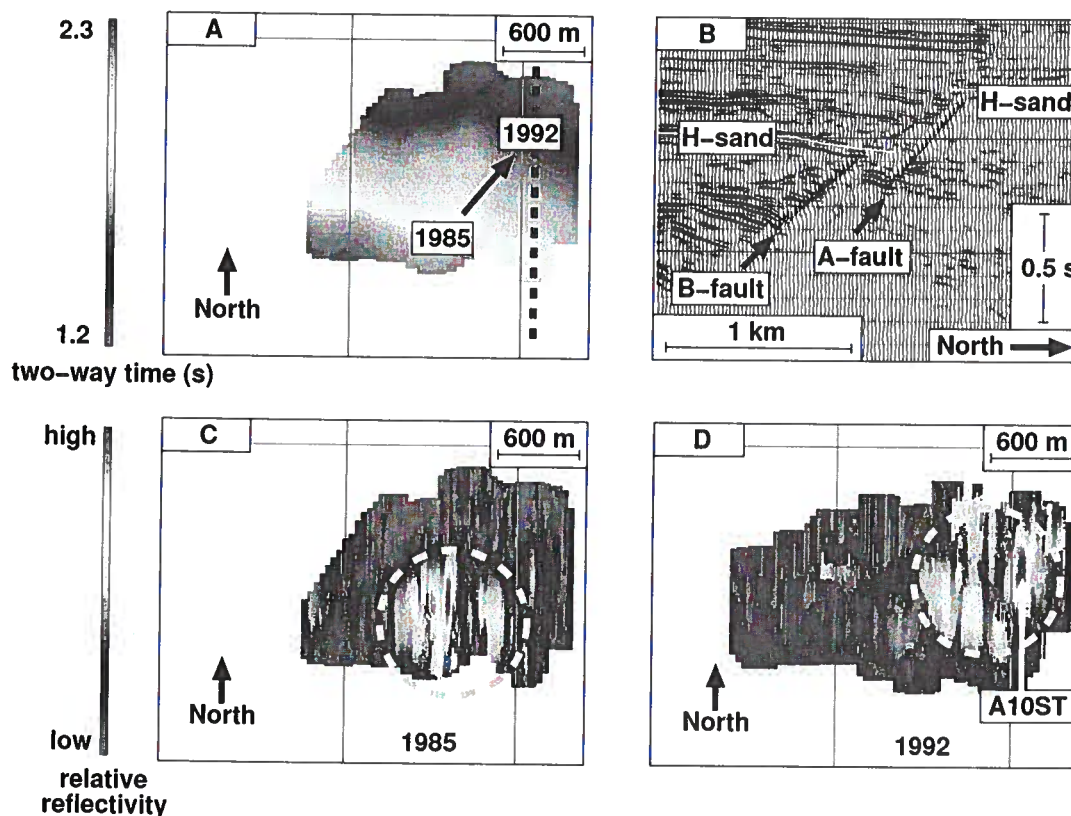 2.3
1.2
two–way time (s)
A
600 m
1992
1985
North
B
H–sand
H–sand
A–fault
B–fault
0.5 s
1 km
North
high
low
relative
reflectivity
C
600 m
North
1985
D
600 m
North
A10ST
1992